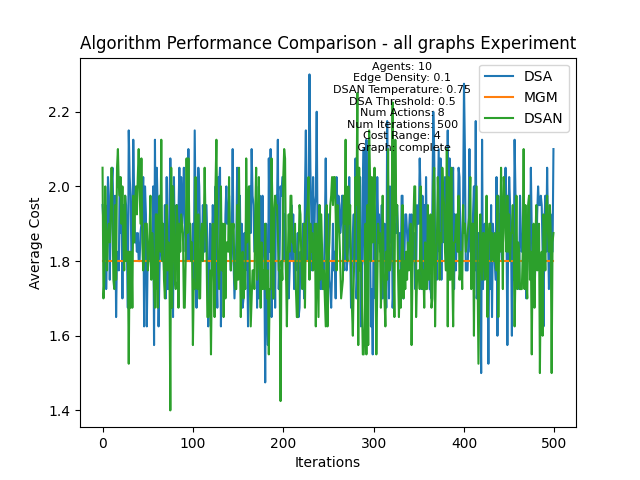 Algorithm Performance Comparison - all graphs Experiment
Agents: 10
Edge Density: 0.1
DSAN Temperature: 0.75
DSA Threshold: 0.5
Num Actions: 8
Num Iterations: 500
Cost Range: 4
Graph: complete
DSA
MGM
DSAN
Average Cost
2.2
2.0
1.8
1.6
1.4
0
100
200
300
400
500
Iterations